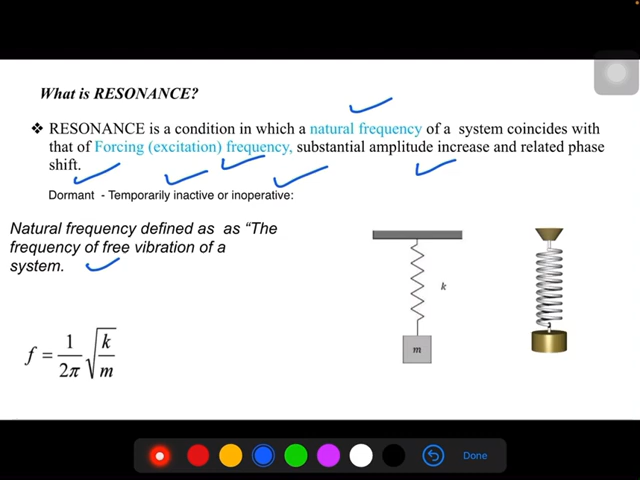 What is RESONANCE?
❖ RESONANCE is a condition in which a natural frequency of a system coincides with
that of Forcing (excitation) frequency, substantial amplitude increase and related phase
shift.
Dormant - Temporarily inactive or inoperative:
Natural frequency defined as as “The
frequency of free vibration of a
system.
k
m
f = 1/2π √k/m
Done